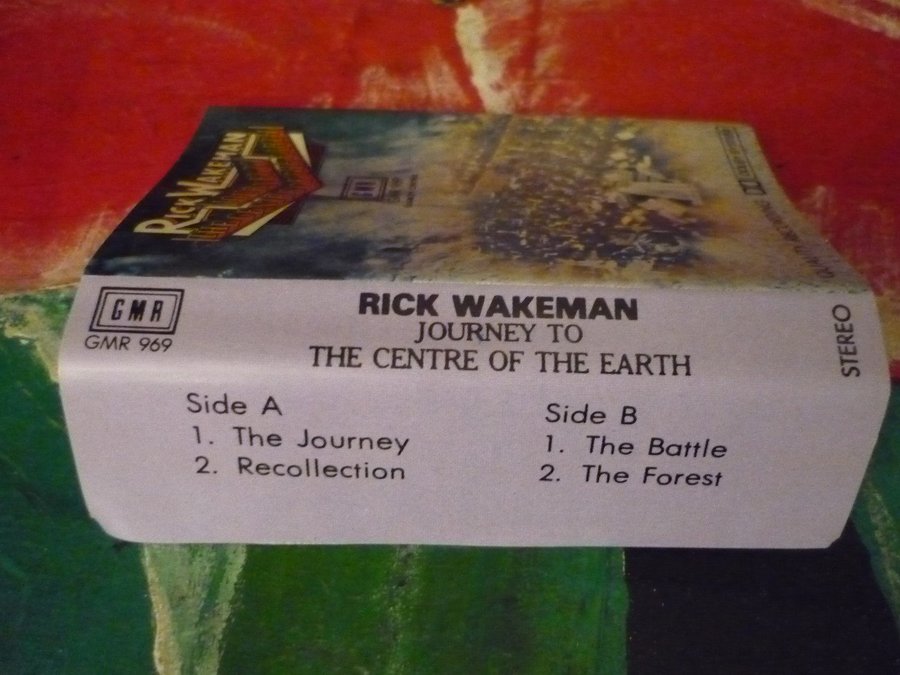 RICK WAKEMAN
GMR
GMR
GMR 969
RICK WAKEMAN
JOURNEY TO
THE CENTRE OF THE EARTH
STEREO
Side A
1. The Journey
2. Recollection
Side B
1. The Battle
2. The Forest